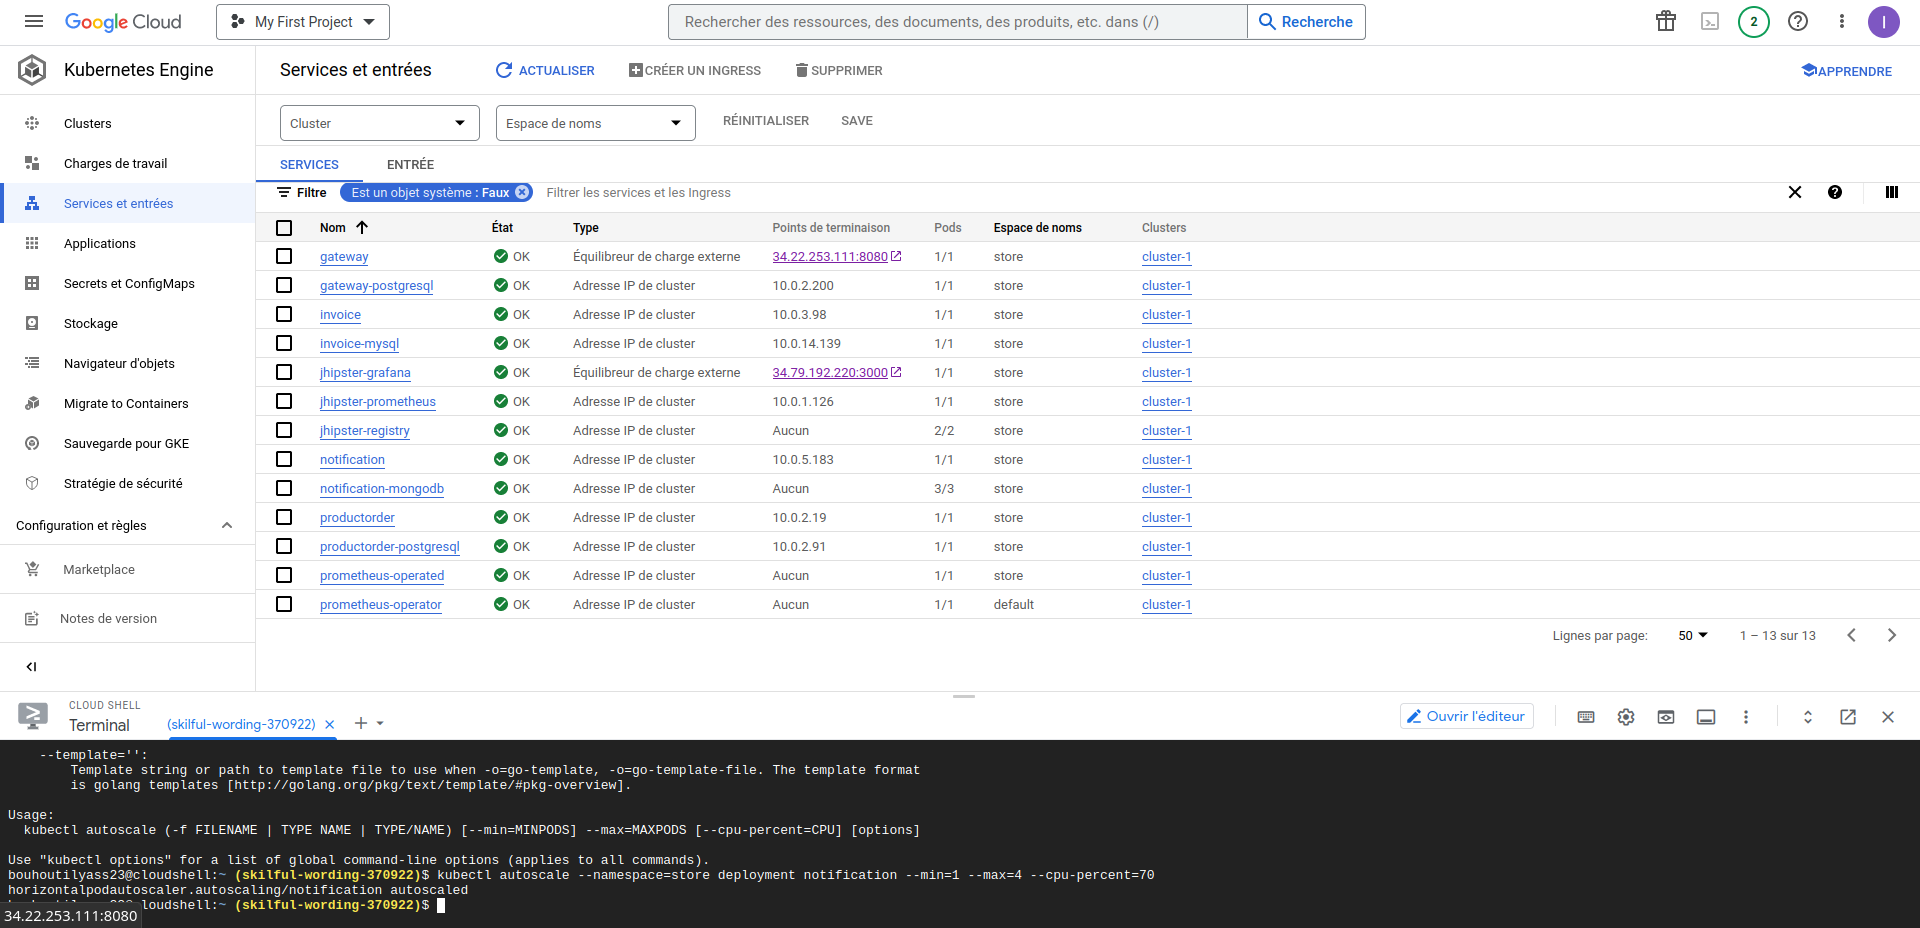 Google Cloud
My First Project
Rechercher des ressources, des documents, des produits, etc. dans (/)
Recherche
2
I
Kubernetes Engine
Services et entrées
ACTUALISER
CRÉER UN INGRESS
SUPPRIMER
APPRENDRE
Clusters
Charges de travail
Services et entrées
Applications
Secrets et ConfigMaps
Stockage
Navigateur d'objets
Migrate to Containers
Sauvegarde pour GKE
Stratégie de sécurité
Configuration et règles
Marketplace
Notes de version
Cluster
Espace de noms
RÉINITIALISER
SAVE
SERVICES
ENTRÉE
Filtre
Est un objet système : Faux
Filtrer les services et les Ingress
Nom État Type Points de terminaison Pods Espace de noms Clusters
gateway OK Équilibreur de charge externe 34.22.253.111:8080 1/1 store cluster-1
gateway-postgresql OK Adresse IP de cluster 10.0.2.200 1/1 store cluster-1
invoice OK Adresse IP de cluster 10.0.3.98 1/1 store cluster-1
invoice-mysql OK Adresse IP de cluster 10.0.14.139 1/1 store cluster-1
jhipster-grafana OK Équilibreur de charge externe 34.79.192.220:3000 1/1 store cluster-1
jhipster-prometheus OK Adresse IP de cluster 10.0.1.126 1/1 store cluster-1
jhipster-registry OK Adresse IP de cluster Aucun 2/2 store cluster-1
notification OK Adresse IP de cluster 10.0.5.183 1/1 store cluster-1
notification-mongodb OK Adresse IP de cluster Aucun 3/3 store cluster-1
productorder OK Adresse IP de cluster 10.0.2.19 1/1 store cluster-1
productorder-postgresql OK Adresse IP de cluster 10.0.2.91 1/1 store cluster-1
prometheus-operated OK Adresse IP de cluster Aucun 1/1 store cluster-1
prometheus-operator OK Adresse IP de cluster Aucun 1/1 default cluster-1
Lignes par page: 50 1 – 13 sur 13
CLOUD SHELL
Terminal
(skilful-wording-370922)
Ouvrir l'éditeur
--template='':
Template string or path to template file to use when -o=go-template, -o=go-template-file. The template format
is golang templates [http://golang.org/pkg/text/template/#pkg-overview].
Usage:
kubectl autoscale (-f FILENAME | TYPE NAME | TYPE/NAME) [--min=MINPODS] --max=MAXPODS [--cpu-percent=CPU] [options]
Use "kubectl options" for a list of global command-line options (applies to all commands).
bouhoutilyass23@cloudshell:~ (skilful-wording-370922)$ kubectl autoscale --namespace=store deployment notification --min=1 --max=4 --cpu-percent=70
horizontalpodautoscaler.autoscaling/notification autoscaled
loudshell:~ (skilful-wording-370922)$
34.22.253.111:8080